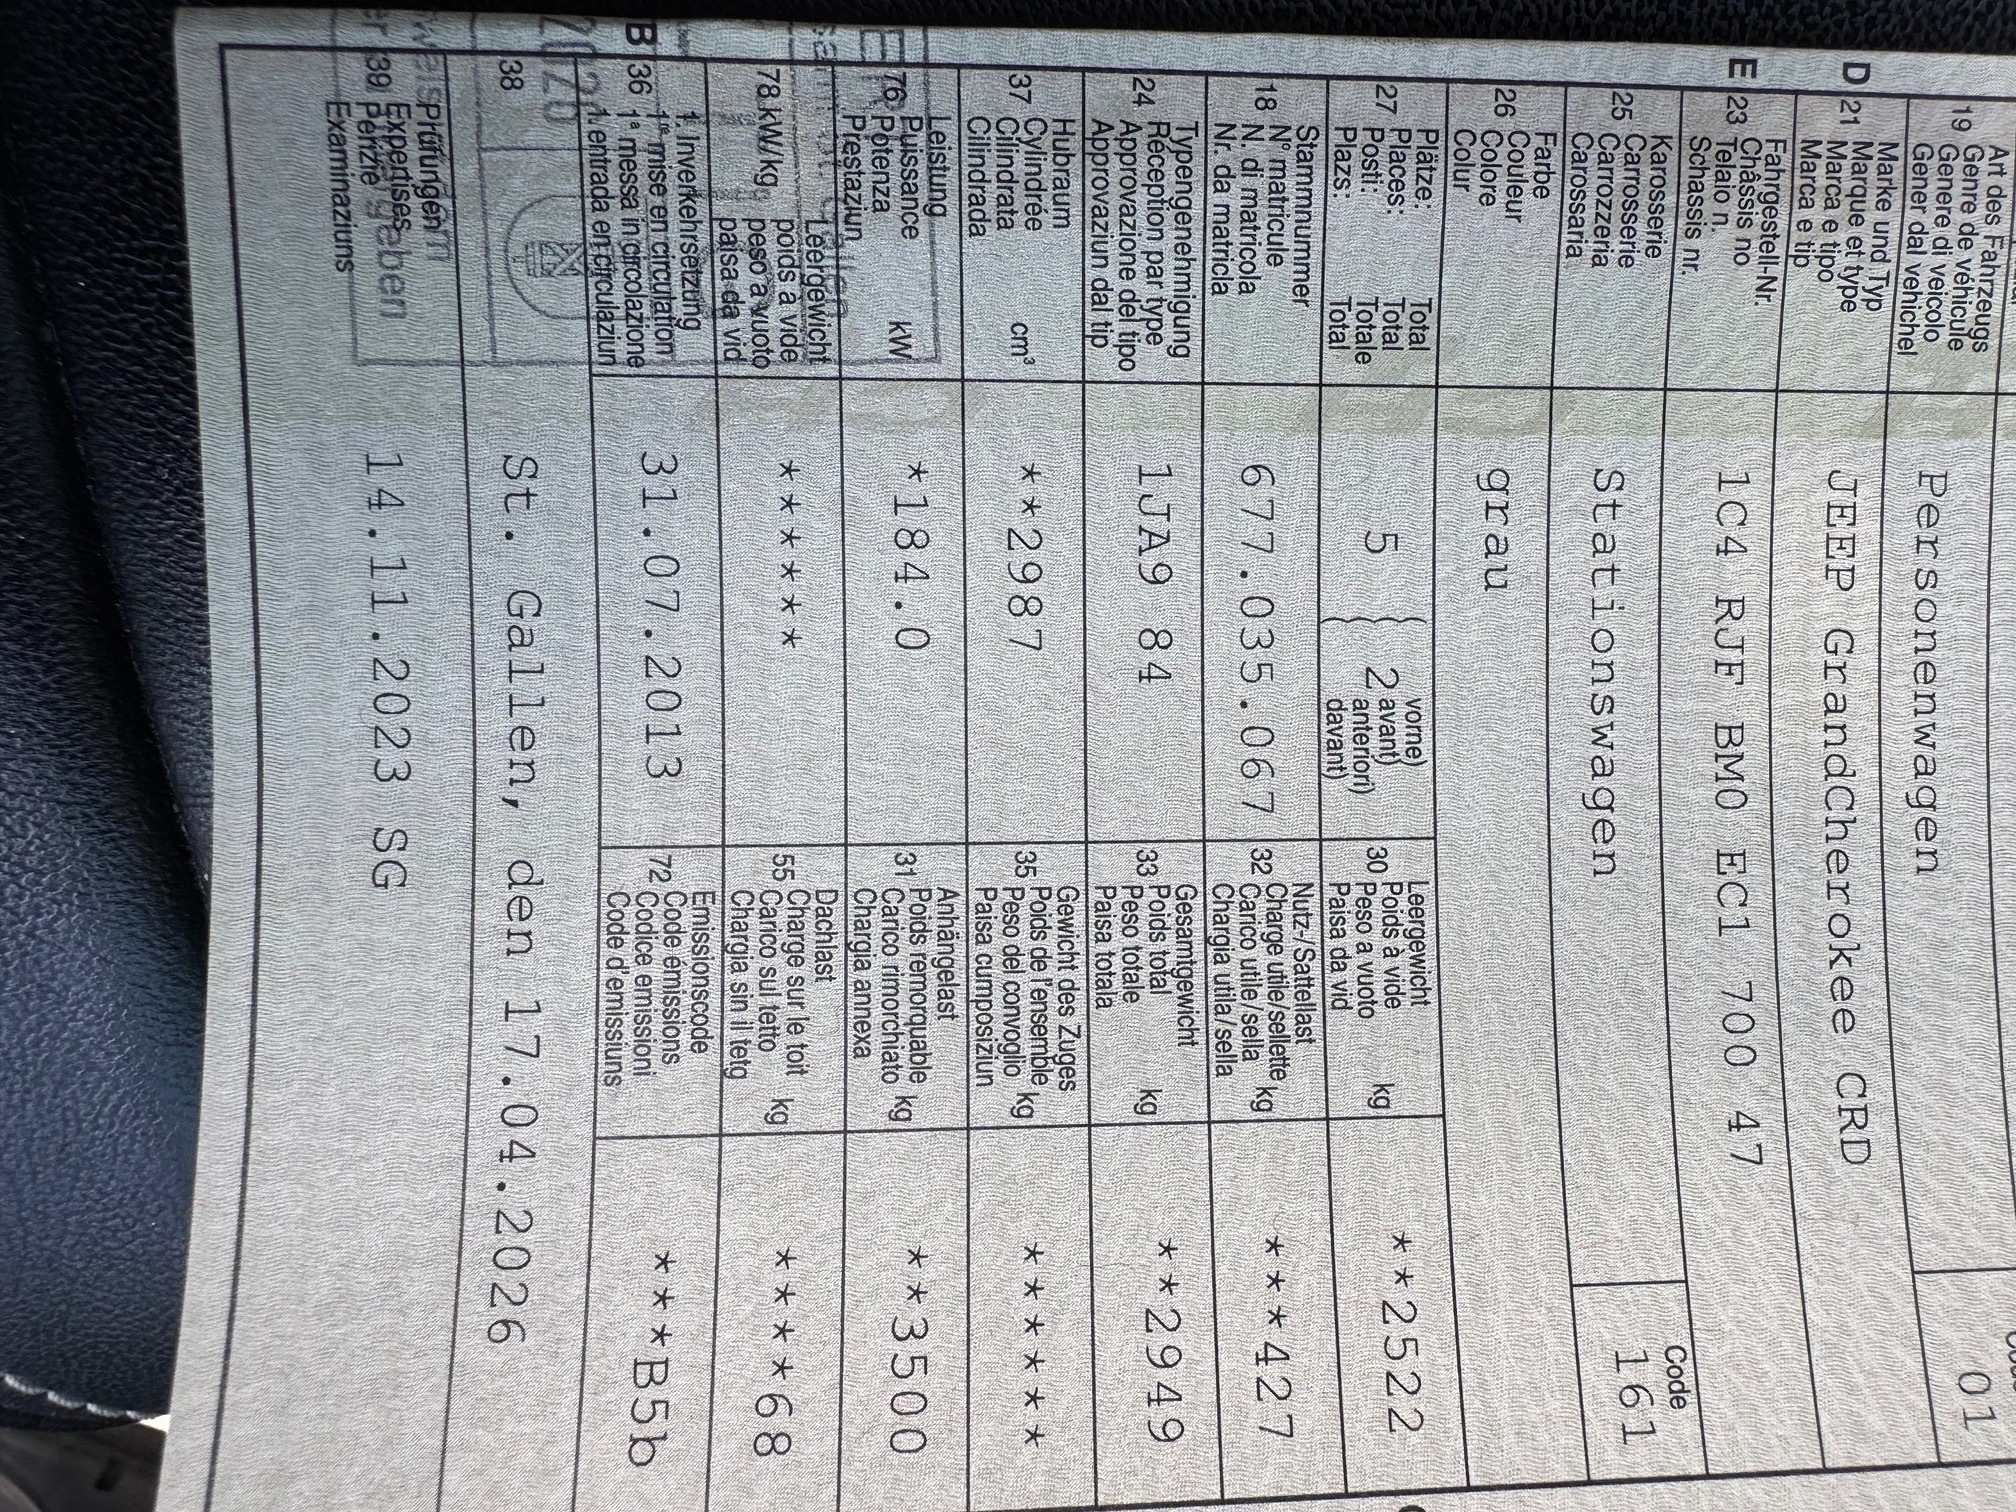 Art des Fahrzeugs
19 Genre de véhicule
Genere di veicolo
Gener dal vehichel
Personenwagen
01
Marke und Typ
D 21 Marque et type
Marca e tipo
Marca e tip
JEEP GrandCherokee CRD
Fahrgestell-Nr.
E 23 Châssis no
Telaio n.
Schassis nr.
1C4 RJF BM0 EC1 700 47
Karosserie
25 Carrosserie
Carrozzeria
Carossaria
Stationswagen
Code
161
Farbe
26 Couleur
Colore
Colur
grau
Plätze: Total
27 Places: Total
Posti: Totale
Plazs: Total
5
2
vorne)
avant)
anteriori)
davant)
Leergewicht
30 Poids à vide
Peso a vuoto kg
Paisa da vid
**2522
Stammnummer
18 N° matricule
N. di matricola
Nr. da matricla
677.035.067
Nutz-/Sattellast
32 Charge utile/sellette
Carico utile/sella kg
Chargia utila/sella
***427
Typengenehmigung
24 Réception par type
Approvazione del tipo
Approvaziun dal tip
1JA9 84
Gesamtgewicht
33 Poids total
Peso totale kg
Paisa totala
**2949
Hubraum
37 Cylindrée
Cilindrata cm³
Cilindrada
**2987
Gewicht des Zuges
35 Poids de l'ensemble
Peso del convoglio kg
Paisa cumposiziun
******
Leistung
76 Puissance
Potenza kW
Prestaziun
*184.0
Anhängelast
31 Poids remorquable
Carico rimorchiato kg
Chargia annexa
**3500
Leergewicht
78 kW/kg poids à vide
peso a vuoto
paisa da vid
******
Dachlast
55 Charge sur le toit
Carico sul tetto kg
Chargia sin il tetg
****68
1. Inverkehrsetzung
B 36 1re mise en circulation
1a messa in circolazione
1. entrada en circulaziun
31.07.2013
Emissionscode
72 Code émissions
Codice emissioni
Code d'emissiuns
***B5b
38
St. Gallen, den 17.04.2026
Prüfungen
39 Expertises
Perizie
Examinaziuns
14.11.2023 SG